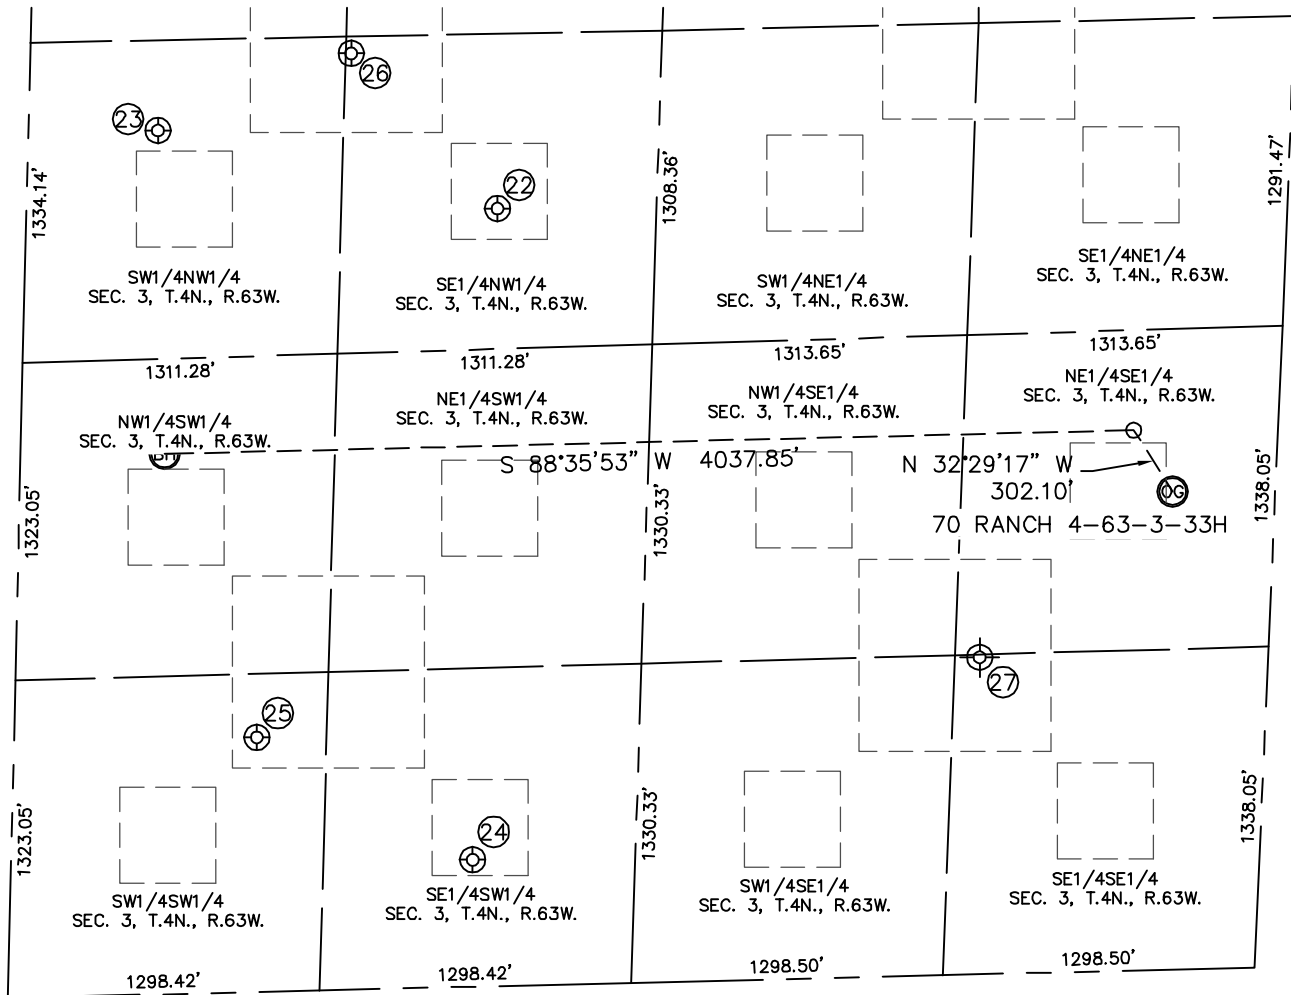 26
23
22
1334.14'
1308.36'
1291.47'
SW1/4NW1/4
SEC. 3, T.4N., R.63W.
SE1/4NW1/4
SEC. 3, T.4N., R.63W.
SW1/4NE1/4
SEC. 3, T.4N., R.63W.
SE1/4NE1/4
SEC. 3, T.4N., R.63W.
1311.28'
1311.28'
1313.65'
1313.65'
NW1/4SW1/4
SEC. 3, T.4N., R.63W.
NE1/4SW1/4
SEC. 3, T.4N., R.63W.
NW1/4SE1/4
SEC. 3, T.4N., R.63W.
NE1/4SE1/4
SEC. 3, T.4N., R.63W.
BH
S 88°35'53" W 4037.85'
N 32°29'17" W
302.10'
OG
70 RANCH 4-63-3-33H
1323.05'
1330.33'
1338.05'
25
27
24
1323.05'
1330.33'
1338.05'
SW1/4SW1/4
SEC. 3, T.4N., R.63W.
SE1/4SW1/4
SEC. 3, T.4N., R.63W.
SW1/4SE1/4
SEC. 3, T.4N., R.63W.
SE1/4SE1/4
SEC. 3, T.4N., R.63W.
1298.42'
1298.42'
1298.50'
1298.50'